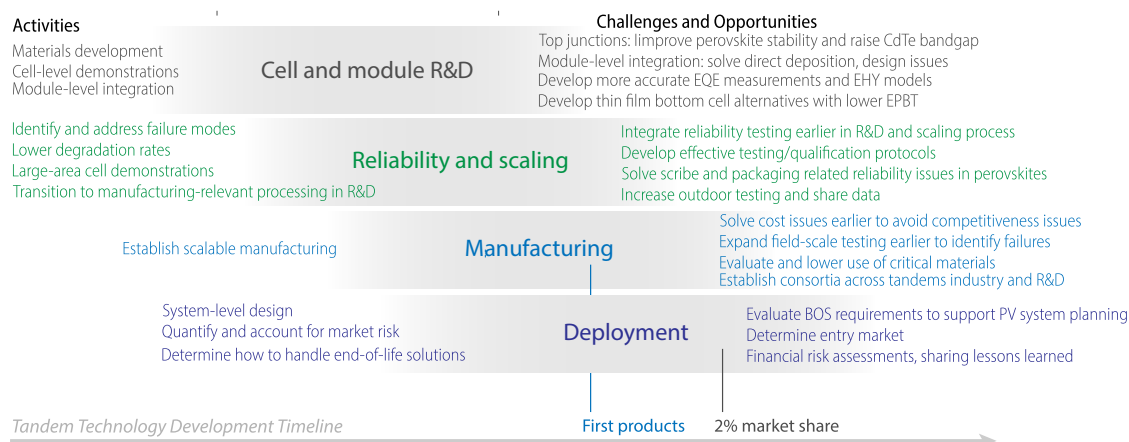 Activities
Materials development
Cell-level demonstrations
Module-level integration
Cell and module R&D
Challenges and Opportunities
Top junctions: limprove perovskite stability and raise CdTe bandgap
Module-level integration: solve direct deposition, design issues
Develop more accurate EQE measurements and EHY models
Develop thin film bottom cell alternatives with lower EPBT
Identify and address failure modes
Lower degradation rates
Large-area cell demonstrations
Transition to manufacturing-relevant processing in R&D
Reliability and scaling
Integrate reliability testing earlier in R&D and scaling process
Develop effective testing/qualification protocols
Solve scribe and packaging related reliability issues in perovskites
Increase outdoor testing and share data
Establish scalable manufacturing
Manufacturing
Solve cost issues earlier to avoid competitiveness issues
Expand field-scale testing earlier to identify failures
Evaluate and lower use of critical materials
Establish consortia across tandems industry and R&D
System-level design
Quantify and account for market risk
Determine how to handle end-of-life solutions
Deployment
Evaluate BOS requirements to support PV system planning
Determine entry market
Financial risk assessments, sharing lessons learned
Tandem Technology Development Timeline
First products
2% market share